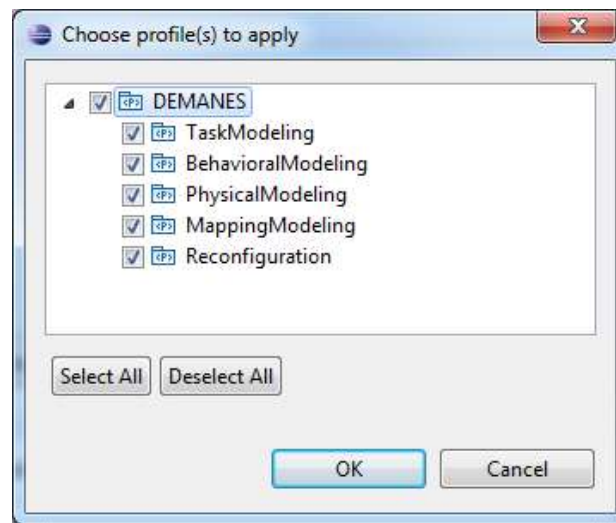 Choose profile(s) to apply
DEMANES
TaskModeling
BehavioralModeling
PhysicalModeling
MappingModeling
Reconfiguration
Select All Deselect All
OK Cancel